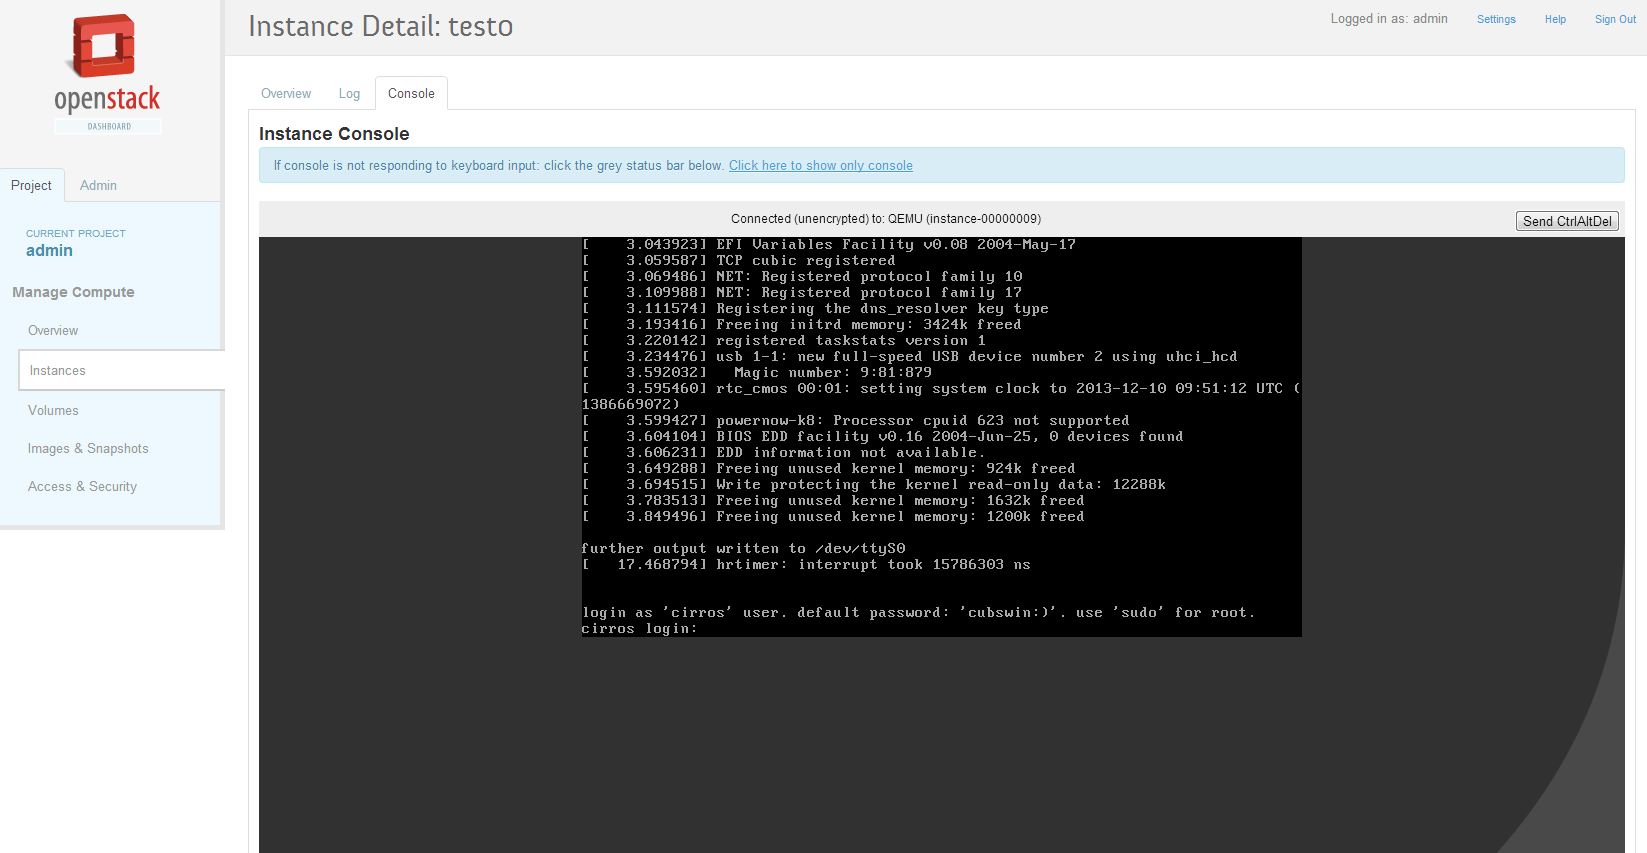 openstack
DASHBOARD
Project
Admin
CURRENT PROJECT
admin
Manage Compute
Overview
Instances
Volumes
Images & Snapshots
Access & Security
Instance Detail: testo
Logged in as: admin
Settings
Help
Sign Out
Overview
Log
Console
Instance Console
If console is not responding to keyboard input: click the grey status bar below. Click here to show only console
Connected (unencrypted) to: QEMU (instance-00000009)
Send CtrlAltDel
[    3.043923] EFI Variables Facility v0.08 2004-May-17
[    3.059587] TCP cubic registered
[    3.069486] NET: Registered protocol family 10
[    3.109988] NET: Registered protocol family 17
[    3.111574] Registering the dns_resolver key type
[    3.193416] Freeing initrd memory: 3424k freed
[    3.220142] registered taskstats version 1
[    3.234476] usb 1-1: new full-speed USB device number 2 using uhci_hcd
[    3.592032]   Magic number: 9:81:879
[    3.595460] rtc_cmos 00:01: setting system clock to 2013-12-10 09:51:12 UTC (
1386669072)
[    3.599427] powernow-k8: Processor cpuid 623 not supported
[    3.604104] BIOS EDD facility v0.16 2004-Jun-25, 0 devices found
[    3.606231] EDD information not available.
[    3.649288] Freeing unused kernel memory: 924k freed
[    3.694515] Write protecting the kernel read-only data: 12288k
[    3.783513] Freeing unused kernel memory: 1632k freed
[    3.849496] Freeing unused kernel memory: 1200k freed
further output written to /dev/ttyS0
[   17.468794] hrtimer: interrupt took 15786303 ns
login as 'cirros' user. default password: 'cubswin:)'. use 'sudo' for root.
cirros login: